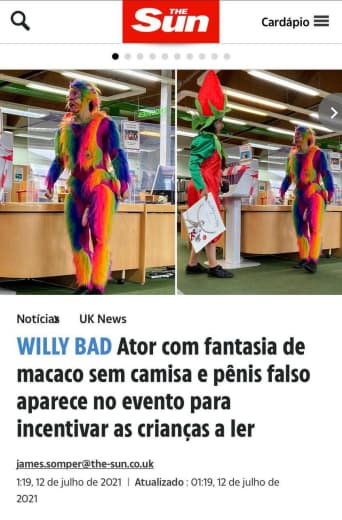 THE
Sun
Cardápio
Notícias UK News
WILLY BAD Ator com fantasia de
macaco sem camisa e pênis falso
aparece no evento para
incentivar as crianças a ler
james.somper@the-sun.co.uk
1:19, 12 de julho de 2021 | Atualizado : 01:19, 12 de julho de
2021